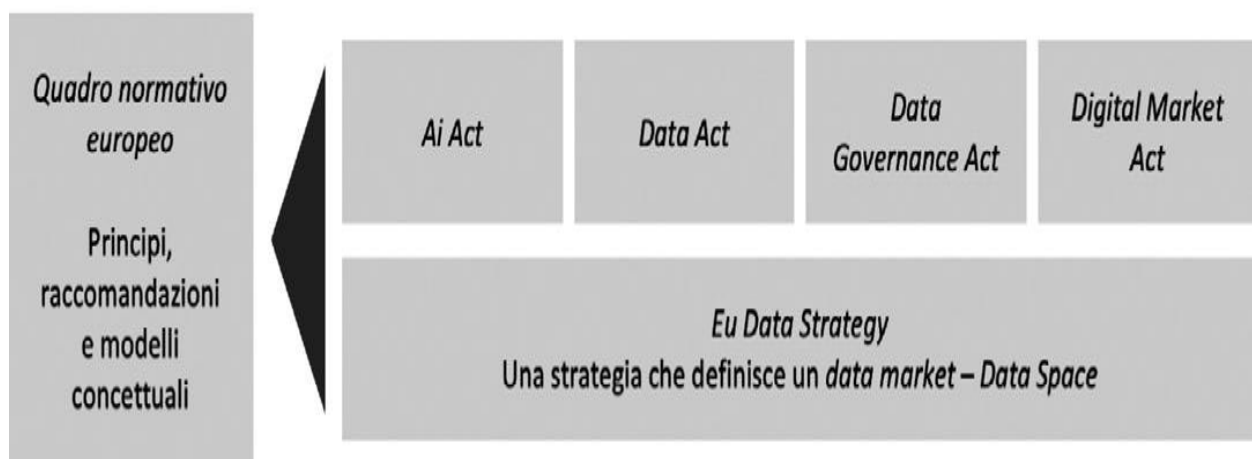 Quadro normativo
europeo
Principi,
raccomandazioni
e modelli
concettuali
Ai Act
Data Act
Data
Governance Act
Digital Market
Act
Eu Data Strategy
Una strategia che definisce un data market – Data Space